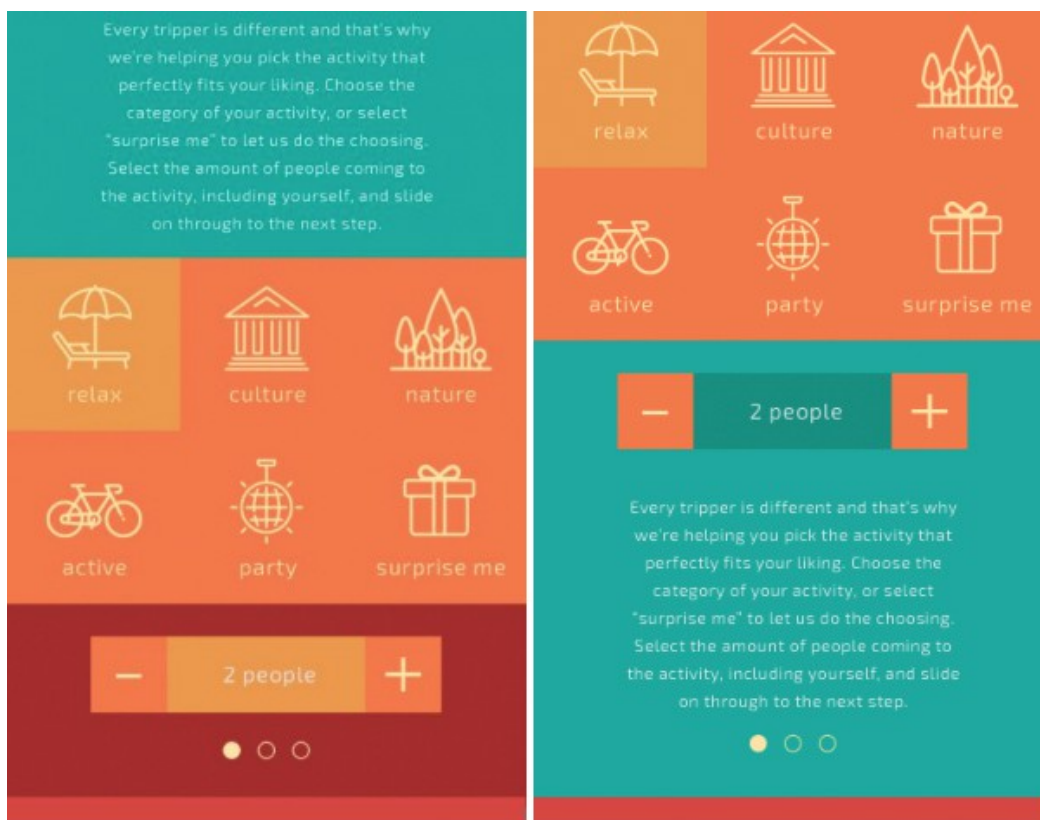 Every tripper is different and that's why
we're helping you pick the activity that
perfectly fits your liking. Choose the
category of your activity, or select
"surprise me" to let us do the choosing.
Select the amount of people coming to
the activity, including yourself, and slide
on through to the next step.
relax culture nature
active party surprise me
− 2 people +
relax culture nature
active party surprise me
− 2 people +
Every tripper is different and that's why
we're helping you pick the activity that
perfectly fits your liking. Choose the
category of your activity, or select
"surprise me" to let us do the choosing.
Select the amount of people coming to
the activity, including yourself, and slide
on through to the next step.